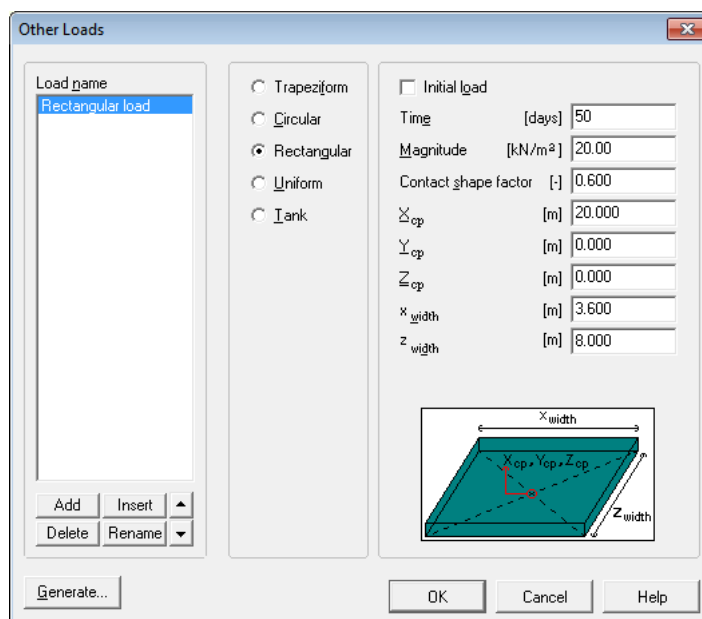 Other Loads
Load name
Rectangular load
Add Insert
Delete Rename
Generate...
Trapeziform
Circular
Rectangular
Uniform
Tank
Initial load
Time [days] 50
Magnitude [kN/m²] 20.00
Contact shape factor [-] 0.600
Xcp [m] 20.000
Ycp [m] 0.000
Zcp [m] 0.000
x width [m] 3.600
z width [m] 8.000
Xwidth
Xcp, Ycp, Zcp
Zwidth
OK Cancel Help